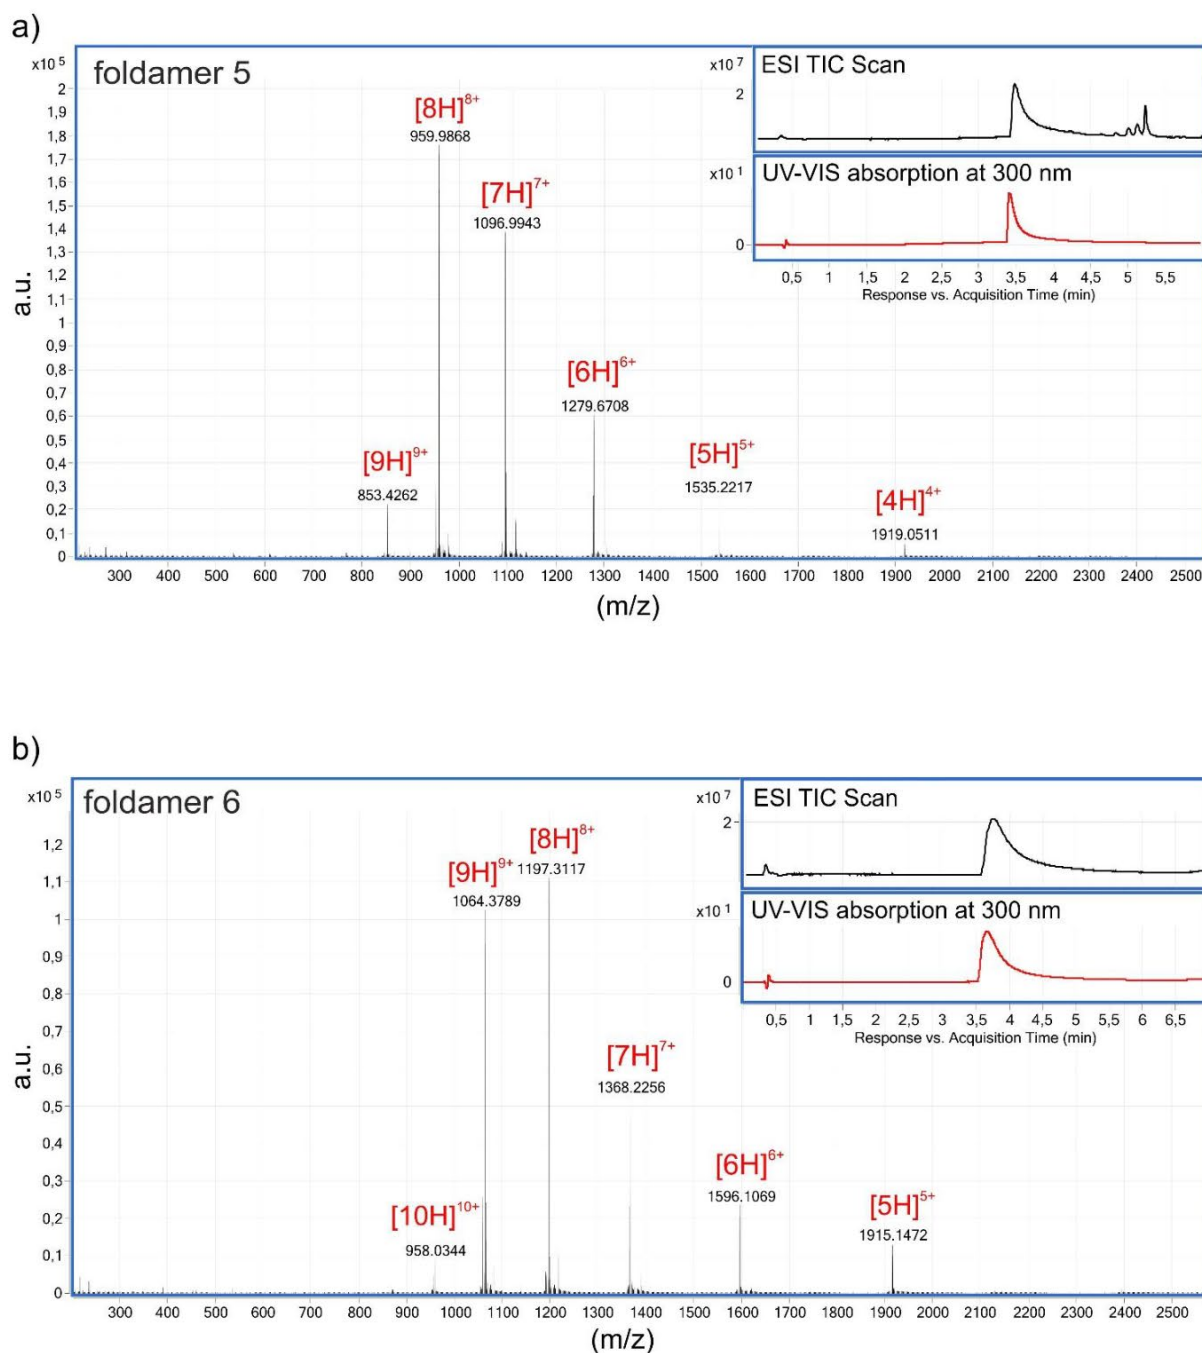 a)
x10 5
foldamer 5
2
1,9
1,8
1,7
1,6
1,5
1,4
1,3
1,2
1,1
1
0,9
0,8
0,7
0,6
0,5
0,4
0,3
0,2
0,1
0
a.u.
[8H]8+
959.9868
[7H]7+
1096.9943
[6H]6+
1279.6708
[9H]9+
853.4262
[5H]5+
1535.2217
[4H]4+
1919.0511
300 400 500 600 700 800 900 1000 1100 1200 1300 1400 1500 1600 1700 1800 1900 2000 2100 2200 2300 2400 2500
(m/z)
x10 7
ESI TIC Scan
2
x10 1
UV-VIS absorption at 300 nm
0
0,5 1 1,5 2 2,5 3 3,5 4 4,5 5 5,5
Response vs. Acquisition Time (min)
b)
x10 5
foldamer 6
1,2
1,1
1
0,9
0,8
0,7
0,6
0,5
0,4
0,3
0,2
0,1
0
a.u.
[8H]8+
1197.3117
[9H]9+
1064.3789
[7H]7+
1368.2256
[6H]6+
1596.1069
[10H]10+
958.0344
[5H]5+
1915.1472
300 400 500 600 700 800 900 1000 1100 1200 1300 1400 1500 1600 1700 1800 1900 2000 2100 2200 2300 2400 2500
(m/z)
x10 7
ESI TIC Scan
2
x10 1
UV-VIS absorption at 300 nm
0
0,5 1 1,5 2 2,5 3 3,5 4 4,5 5 5,5 6 6,5
Response vs. Acquisition Time (min)